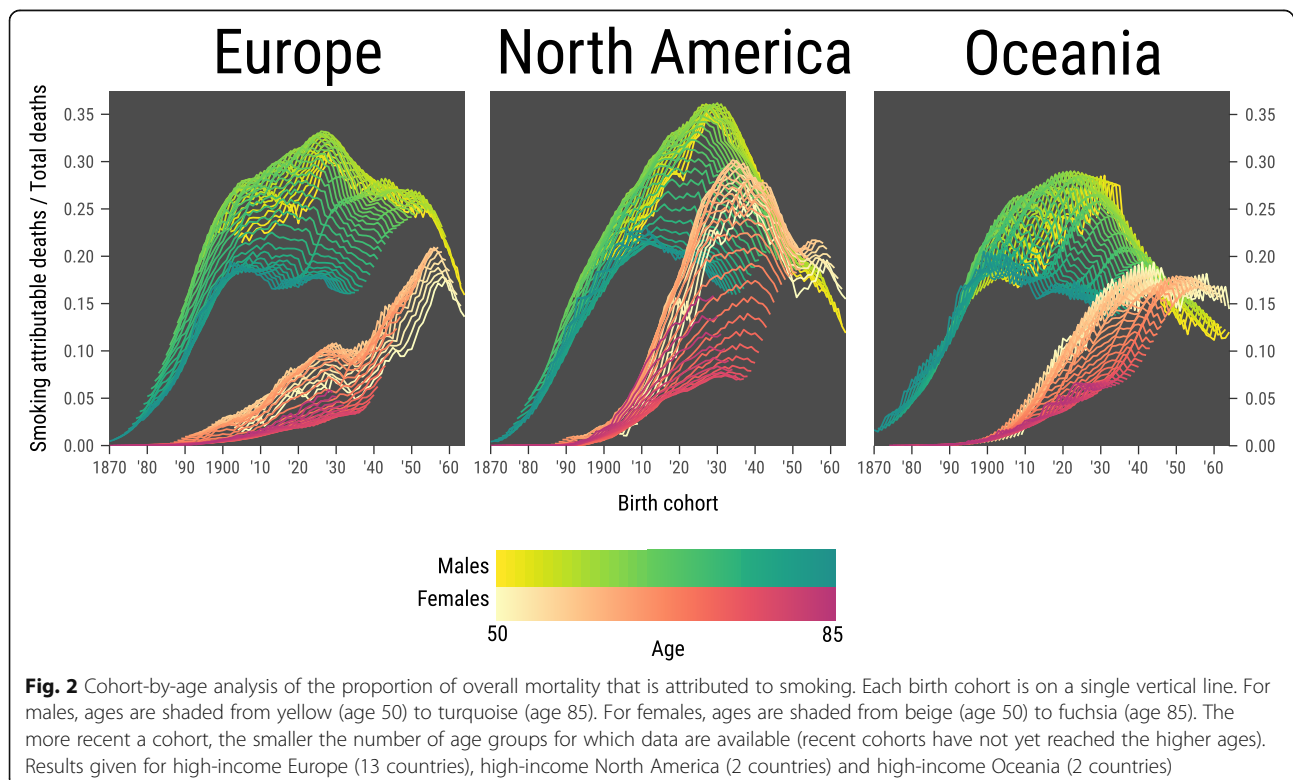 Europe North America Oceania
Smoking attributable deaths / Total deaths
0.35 0.35
0.30 0.30
0.25 0.25
0.20 0.20
0.15 0.15
0.10 0.10
0.05 0.05
0.00 0.00
1870 '80 '90 1900 '10 '20 '30 '40 '50 '60 1870 '80 '90 1900 '10 '20 '30 '40 '50 '60 1870 '80 '90 1900 '10 '20 '30 '40 '50 '60
Birth cohort
Males
Females
50 85
Age
Fig. 2 Cohort-by-age analysis of the proportion of overall mortality that is attributed to smoking. Each birth cohort is on a single vertical line. For
males, ages are shaded from yellow (age 50) to turquoise (age 85). For females, ages are shaded from beige (age 50) to fuchsia (age 85). The
more recent a cohort, the smaller the number of age groups for which data are available (recent cohorts have not yet reached the higher ages).
Results given for high-income Europe (13 countries), high-income North America (2 countries) and high-income Oceania (2 countries)